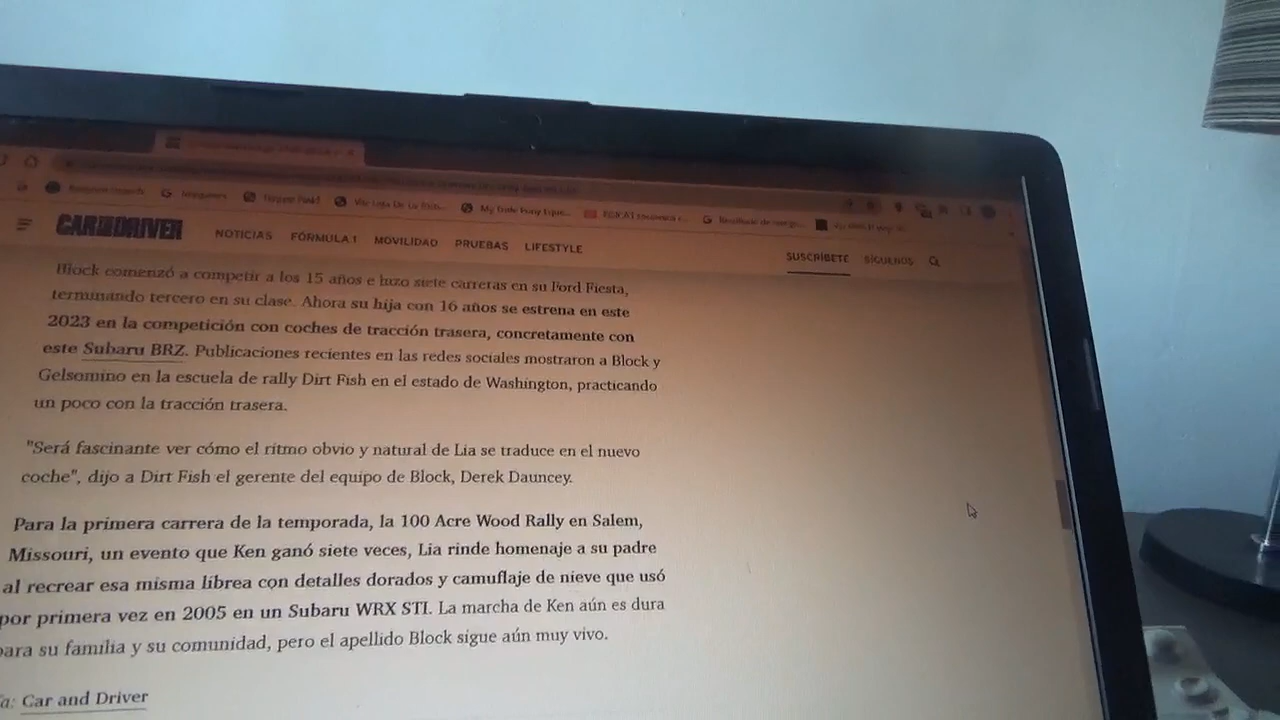 CAR AND DRIVER
NOTICIAS FÓRMULA 1 MOVILIDAD PRUEBAS LIFESTYLE
SUSCRÍBETE SÍGUENOS
Block comenzó a competir a los 15 años e hizo siete carreras en su Ford Fiesta,
terminando tercero en su clase. Ahora su hija con 16 años se estrena en este
2023 en la competición con coches de tracción trasera, concretamente con
este Subaru BRZ. Publicaciones recientes en las redes sociales mostraron a Block y
Gelsomino en la escuela de rally Dirt Fish en el estado de Washington, practicando
un poco con la tracción trasera.
"Será fascinante ver cómo el ritmo obvio y natural de Lia se traduce en el nuevo
coche", dijo a Dirt Fish el gerente del equipo de Block, Derek Dauncey.
Para la primera carrera de la temporada, la 100 Acre Wood Rally en Salem,
Missouri, un evento que Ken ganó siete veces, Lia rinde homenaje a su padre
al recrear esa misma librea con detalles dorados y camuflaje de nieve que usó
por primera vez en 2005 en un Subaru WRX STI. La marcha de Ken aún es dura
para su familia y su comunidad, pero el apellido Block sigue aún muy vivo.
Car and Driver